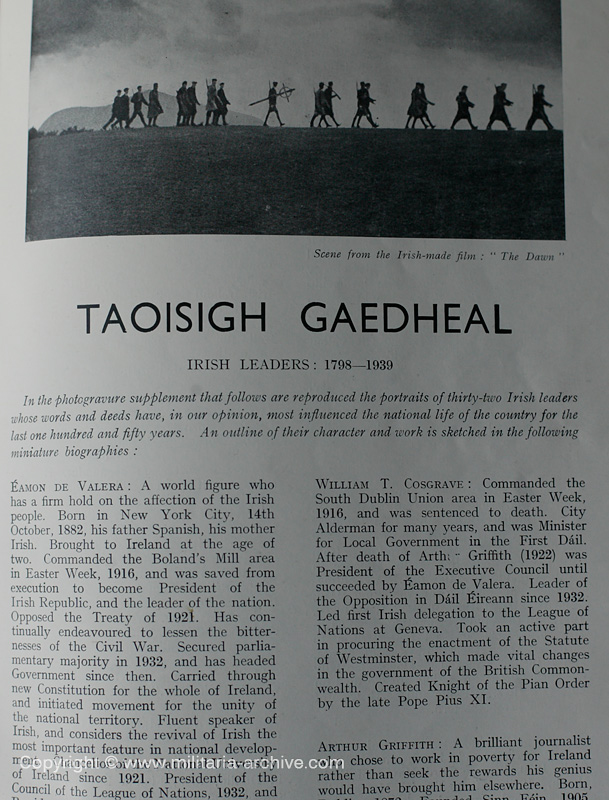 Scene from the Irish-made film : " The Dawn "
TAOISIGH GAEDHEAL
IRISH LEADERS : 1798—1939
In the photogravure supplement that follows are reproduced the portraits of thirty-two Irish leaders
whose words and deeds have, in our opinion, most influenced the national life of the country for the
last one hundred and fifty years. An outline of their character and work is sketched in the following
miniature biographies :
ÉAMON DE VALERA : A world figure who
has a firm hold on the affection of the Irish
people. Born in New York City, 14th
October, 1882, his father Spanish, his mother
Irish. Brought to Ireland at the age of
two. Commanded the Boland's Mill area
in Easter Week, 1916, and was saved from
execution to become President of the
Irish Republic, and the leader of the nation.
Opposed the Treaty of 1921. Has con-
tinually endeavoured to lessen the bitter-
nesses of the Civil War. Secured parlia-
mentary majority in 1932, and has headed
Government since then. Carried through
new Constitution for the whole of Ireland,
and initiated movement for the unity of
the national territory. Fluent speaker of
Irish, and considers the revival of Irish the
most important feature in national develop-
of Ireland since 1921. President of the
Council of the League of Nations, 1932, and
WILLIAM T. COSGRAVE : Commanded the
South Dublin Union area in Easter Week,
1916, and was sentenced to death. City
Alderman for many years, and was Minister
for Local Government in the First Dáil.
After death of Arth: Griffith (1922) was
President of the Executive Council until
succeeded by Éamon de Valera. Leader of
the Opposition in Dáil Éireann since 1932.
Led first Irish delegation to the League of
Nations at Geneva. Took an active part
in procuring the enactment of the Statute
of Westminster, which made vital changes
in the government of the British Common-
wealth. Created Knight of the Pian Order
by the late Pope Pius XI.
ARTHUR GRIFFITH : A brilliant journalist
who chose to work in poverty for Ireland
rather than seek the rewards his genius
would have brought him elsewhere. Born,
Founded Sinn Féin, 1905,
Copyright © www.militaria-archive.com